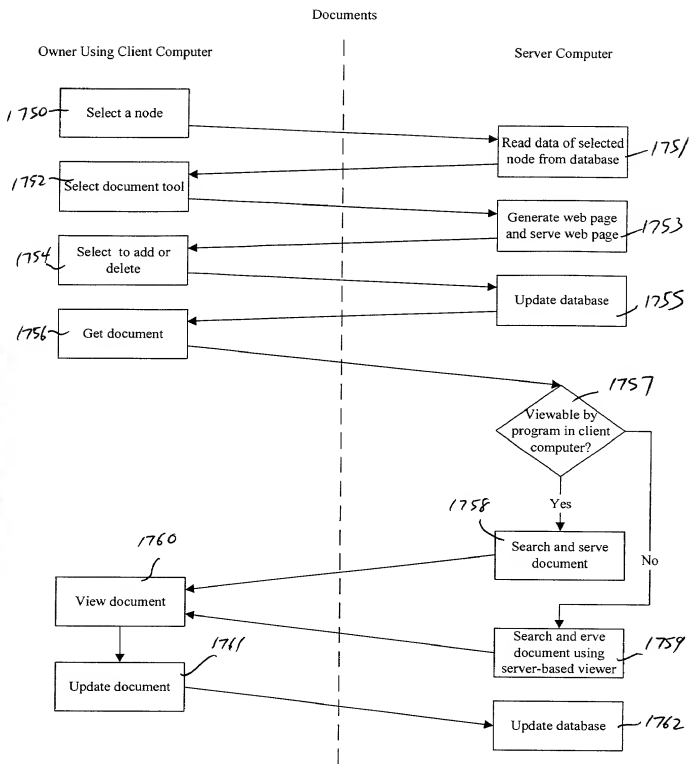 Documents
Owner Using Client Computer
Server Computer
1750
Select a node
Read data of selected
node from database
1751
1752
Select document tool
Generate web page
and serve web page
1753
1754
Select to add or
delete
Update database
1755
1756
Get document
1757
Viewable by
program in client
computer?
Yes
No
1758
Search and serve
document
1760
View document
Search and erve
document using
server-based viewer
1759
1761
Update document
Update database
1762